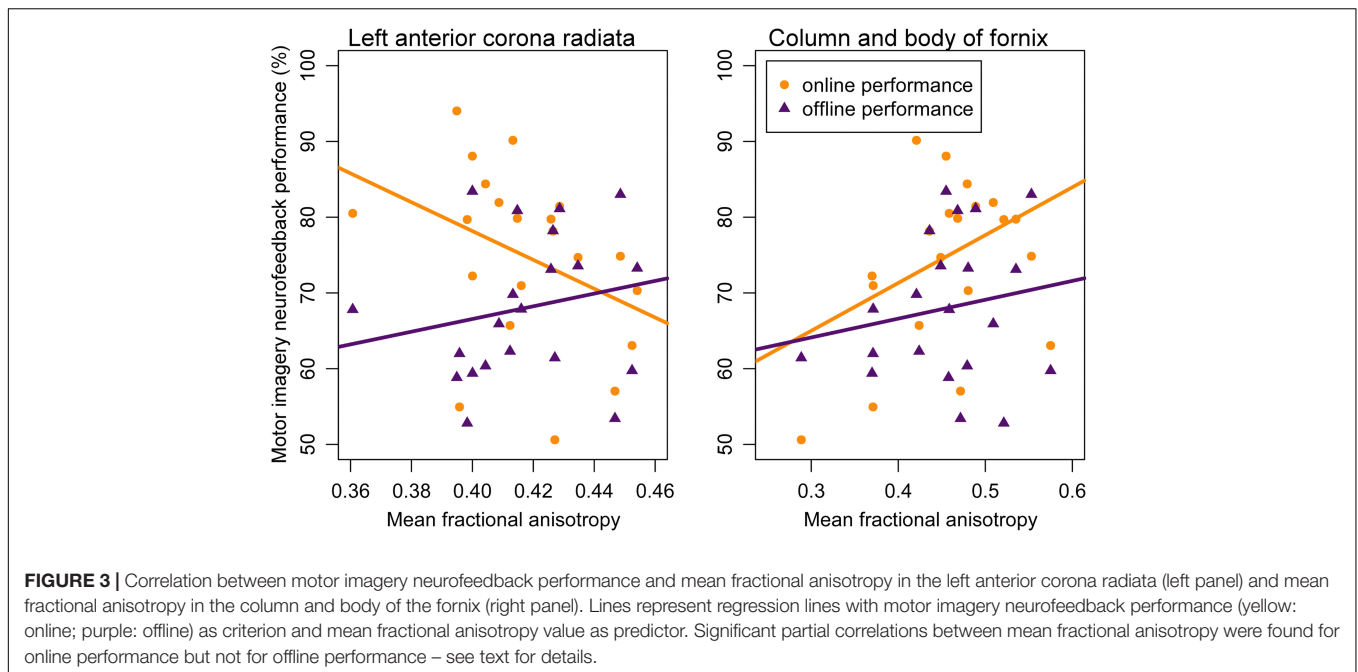 Left anterior corona radiata
Column and body of fornix
Motor imagery neurofeedback performance (%)
100
90
80
70
60
50
0.36 0.38 0.40 0.42 0.44 0.46
Mean fractional anisotropy
100
90
80
70
60
50
online performance
offline performance
0.3 0.4 0.5 0.6
Mean fractional anisotropy
FIGURE 3 | Correlation between motor imagery neurofeedback performance and mean fractional anisotropy in the left anterior corona radiata (left panel) and mean
fractional anisotropy in the column and body of the fornix (right panel). Lines represent regression lines with motor imagery neurofeedback performance (yellow:
online; purple: offline) as criterion and mean fractional anisotropy value as predictor. Significant partial correlations between mean fractional anisotropy were found for
online performance but not for offline performance – see text for details.